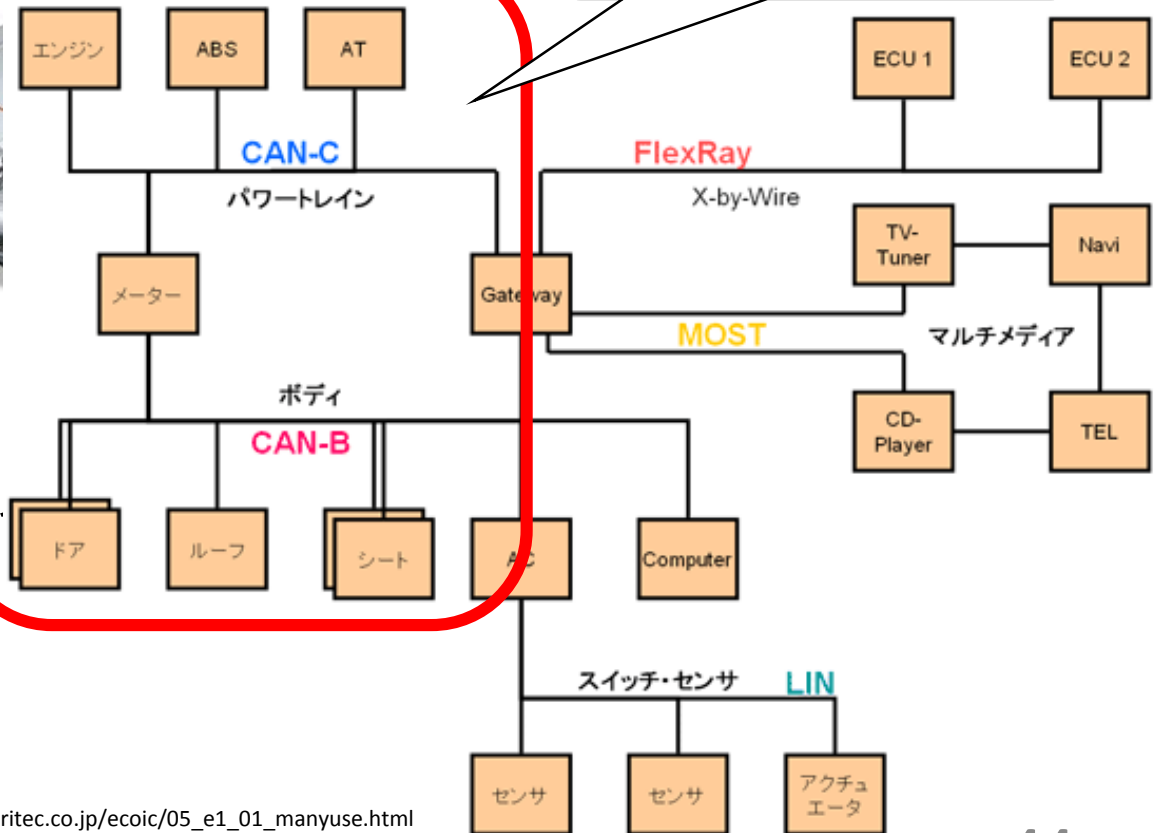 エンジン
ABS
AT
ECU 1
ECU 2
CAN-C
FlexRay
パワートレイン
X-by-Wire
TV-
Tuner
Navi
メーター
Gateway
MOST
マルチメディア
ボディ
CAN-B
CD-
Player
TEL
ドア
ルーフ
シート
AC
Computer
スイッチ・センサ
LIN
センサ
センサ
アクチュ
エータ
ritec.co.jp/ecoic/05_e1_01_manyuse.html